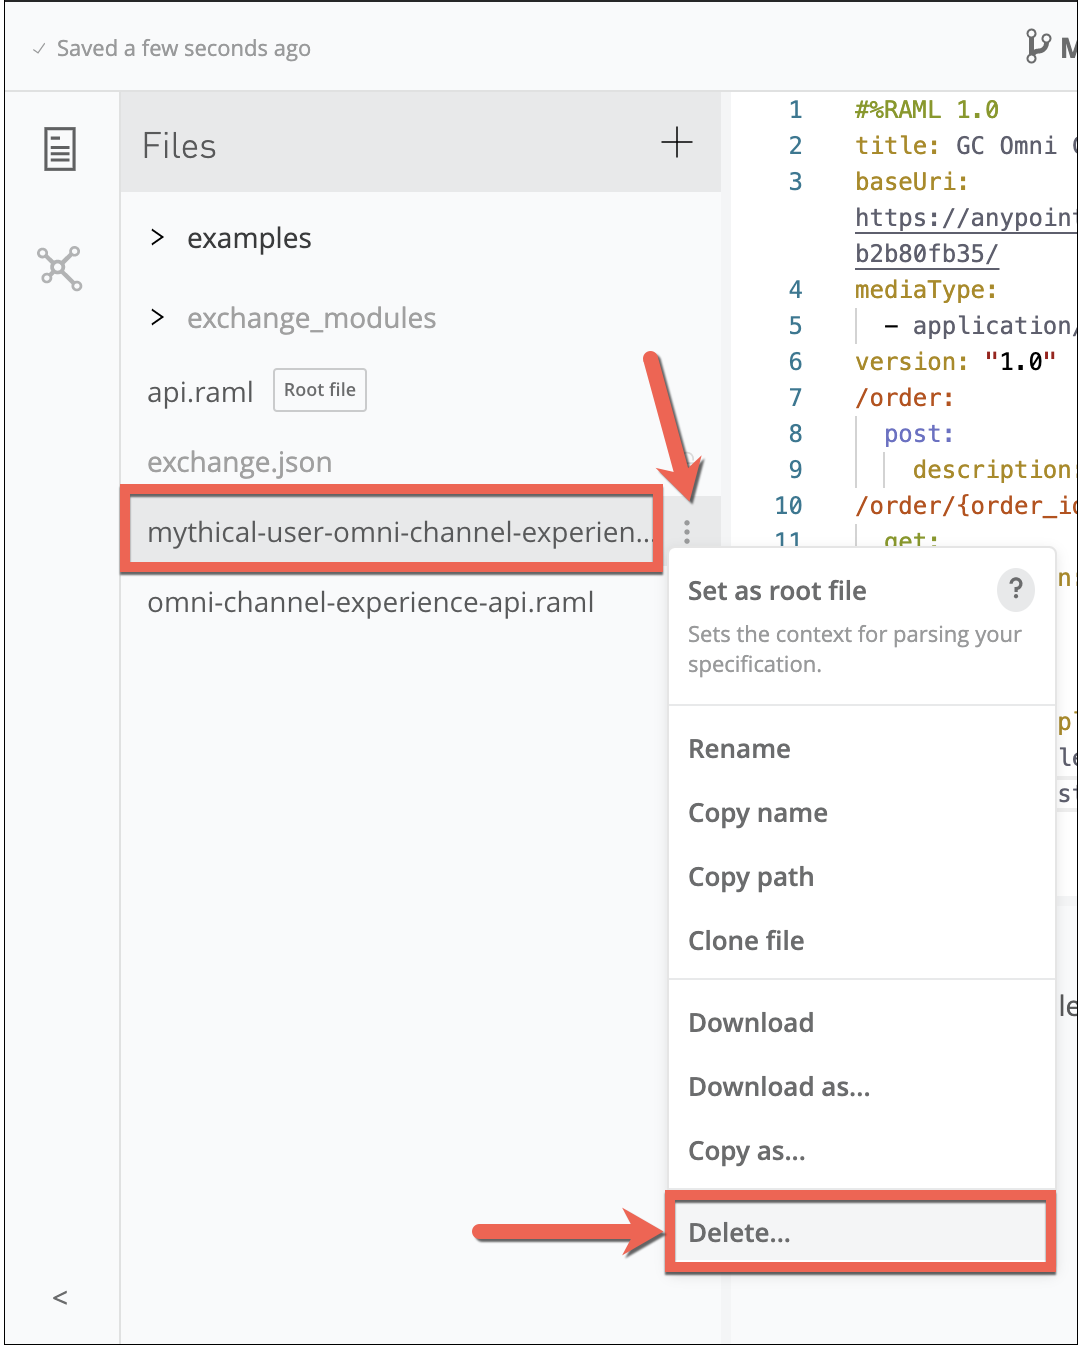 Saved a few seconds ago
Files
examples
exchange_modules
api.raml Root file
exchange.json
mythical-user-omni-channel-experien...
omni-channel-experience-api.raml
Set as root file ?
Sets the context for parsing your
specification.
Rename
Copy name
Copy path
Clone file
Download
Download as...
Copy as...
Delete...
<
1 #%RAML 1.0
2 title: GC Omni
3 baseUri:
https://anypoint
b2b80fb35/
4 mediaType:
5 - application/
6 version: "1.0"
7 /order:
8 post:
9 description:
10 /order/{order_id
11 get: